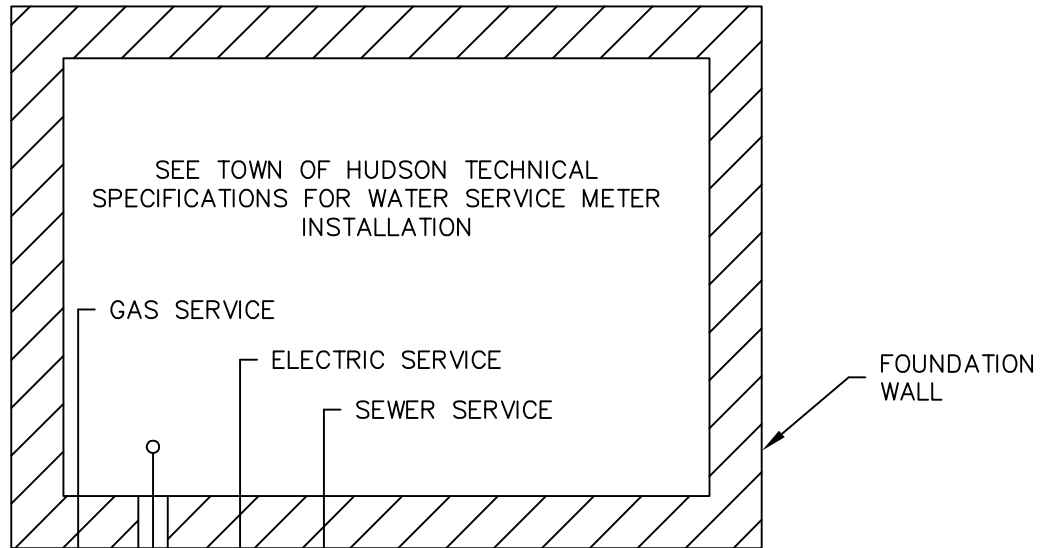 SEE TOWN OF HUDSON TECHNICAL
SPECIFICATIONS FOR WATER SERVICE METER
INSTALLATION
GAS SERVICE
ELECTRIC SERVICE
SEWER SERVICE
FOUNDATION
WALL